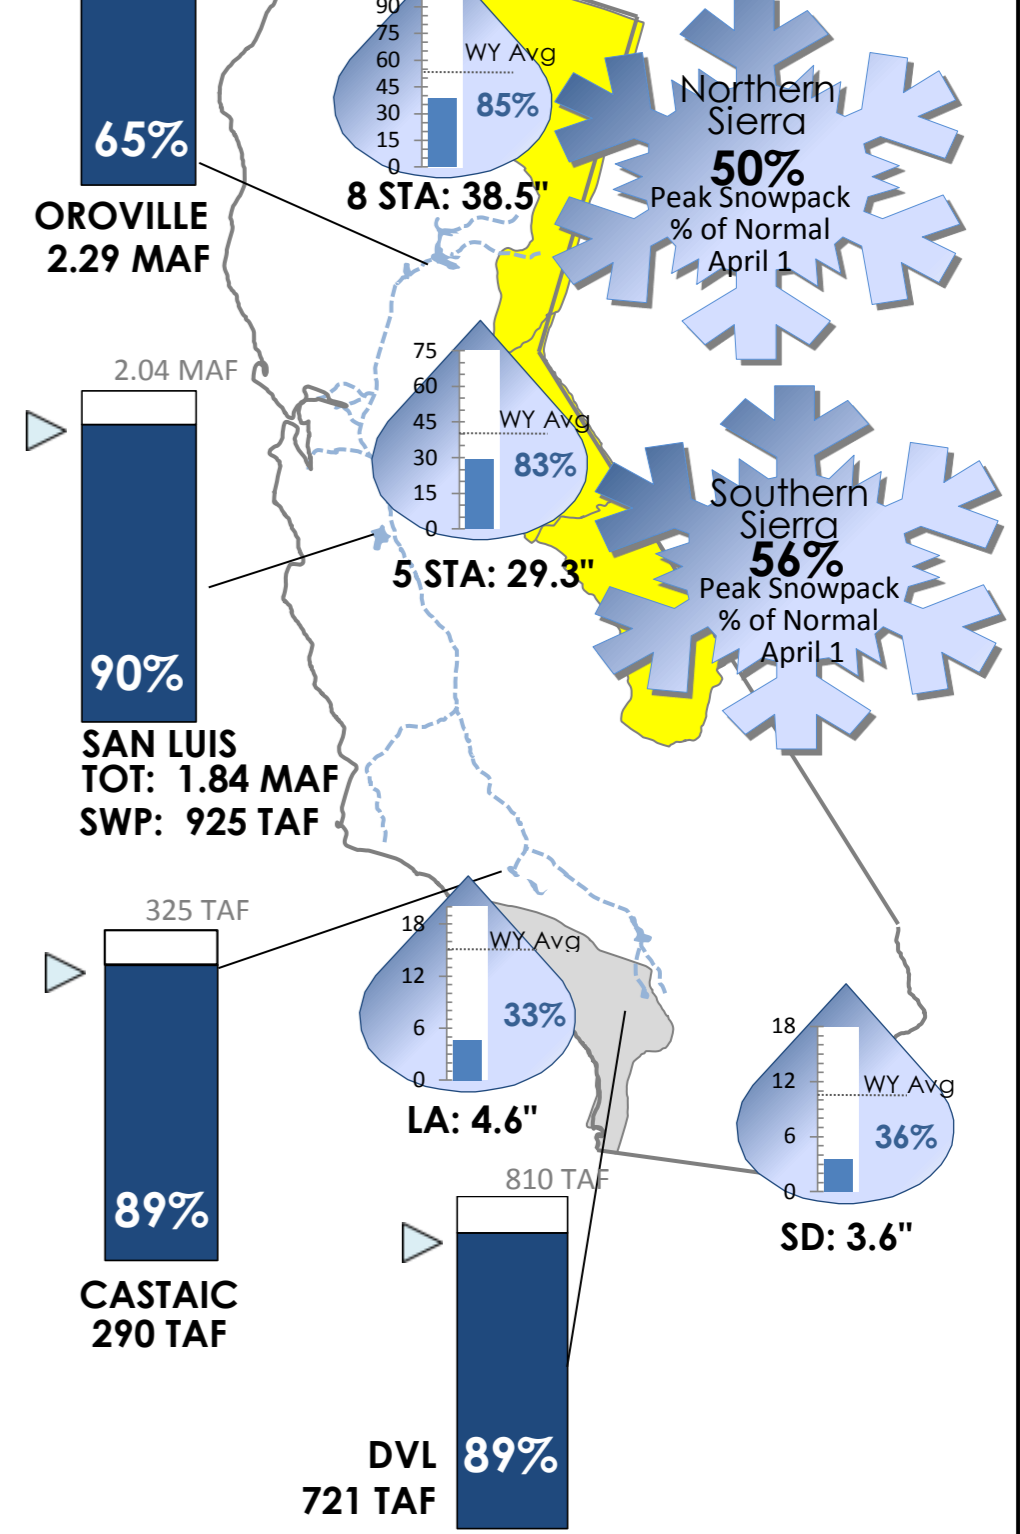 90
75
60
45
30
15
0
WY Avg
85%
8 STA: 38.5"
65%
OROVILLE
2.29 MAF
Northern
Sierra
50%
Peak Snowpack
% of Normal
April 1
2.04 MAF
90%
SAN LUIS
TOT: 1.84 MAF
SWP: 925 TAF
75
60
45
30
15
0
WY Avg
83%
5 STA: 29.3"
Southern
Sierra
56%
Peak Snowpack
% of Normal
April 1
325 TAF
89%
CASTAIC
290 TAF
18
12
6
0
WY Avg
33%
LA: 4.6"
18
12
6
0
WY Avg
36%
SD: 3.6"
810 TAF
89%
DVL
721 TAF